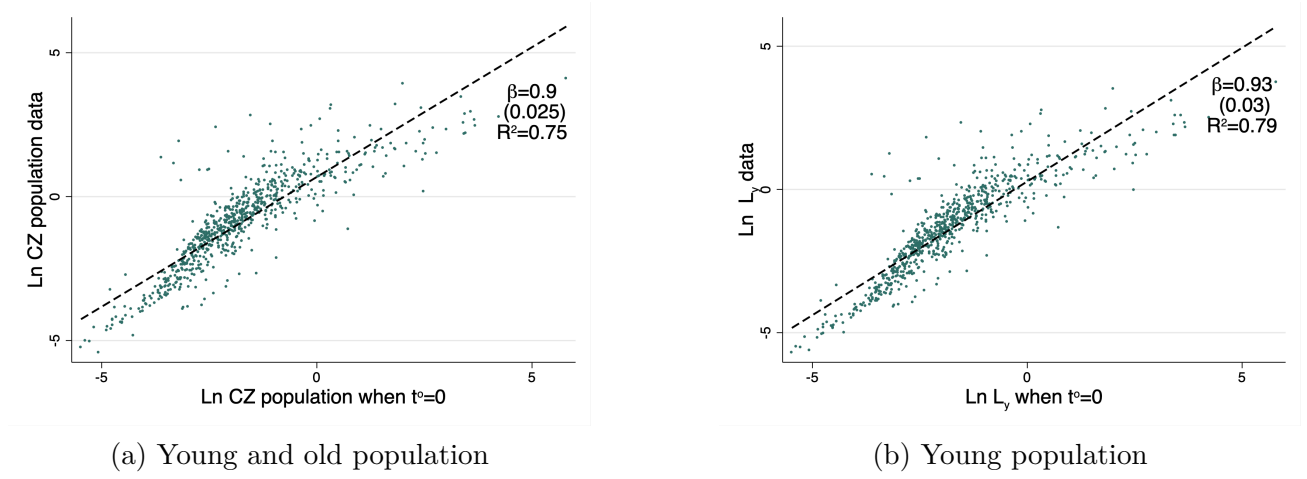 5
0
-5
Ln CZ population data
β=0.9
(0.025)
R²=0.75
-5
0
5
Ln CZ population when tᵒ=0
(a) Young and old population
5
0
-5
Ln L_y data
β=0.93
(0.03)
R²=0.79
-5
0
5
Ln L_y when tᵒ=0
(b) Young population